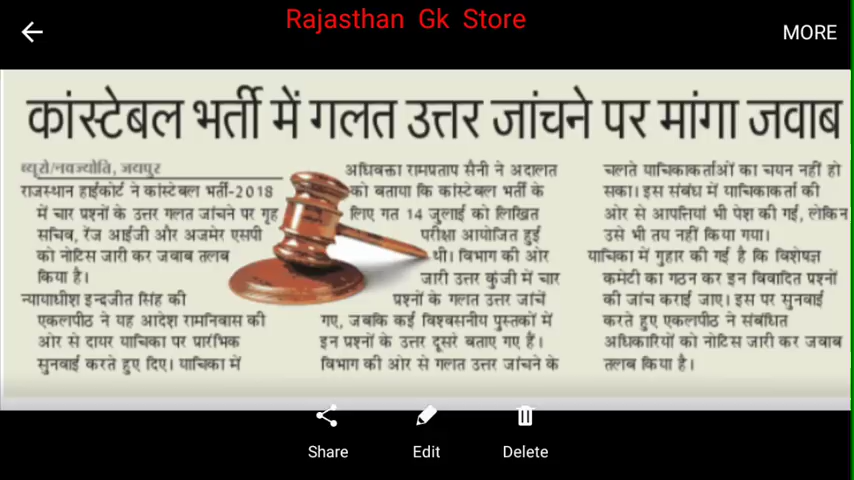 Rajasthan Gk Store
MORE
कांस्टेबल भर्ती में गलत उत्तर जांचने पर मांगा जवाब
ब्यूरो/नवज्योति, जयपुर
राजस्थान हाईकोर्ट ने कांस्टेबल भर्ती-2018
में चार प्रश्नों के उत्तर गलत जांचने पर गृह
सचिव, रेंज आईजी और अजमेर एसपी
को नोटिस जारी कर जवाब तलब
किया है।
न्यायाधीश इन्द्रजीत सिंह की
एकलपीठ ने यह आदेश रामनिवास की
ओर से दायर याचिका पर प्रारंभिक
सुनवाई करते हुए दिए। याचिका में
अधिवक्ता रामप्रताप सैनी ने अदालत
को बताया कि कांस्टेबल भर्ती के
लिए गत 14 जुलाई को लिखित
परीक्षा आयोजित हुई
थी। विभाग की ओर
जारी उत्तर कुंजी में चार
प्रश्नों के गलत उत्तर जांचें
गए, जबकि कई विश्वसनीय पुस्तकों में
इन प्रश्नों के उत्तर दूसरे बताए गए हैं।
विभाग की ओर से गलत उत्तर जांचने के
चलते याचिकाकर्ताओं का चयन नहीं हो
सका। इस संबंध में याचिकाकर्ता की
ओर से आपत्तियां भी पेश की गई, लेकिन
उसे भी तय नहीं किया गया।
याचिका में गुहार की गई है कि विशेषज्ञ
कमेटी का गठन कर इन विवादित प्रश्नों
की जांच कराई जाए। इस पर सुनवाई
करते हुए एकलपीठ ने संबंधित
अधिकारियों को नोटिस जारी कर जवाब
तलब किया है।
Share
Edit
Delete